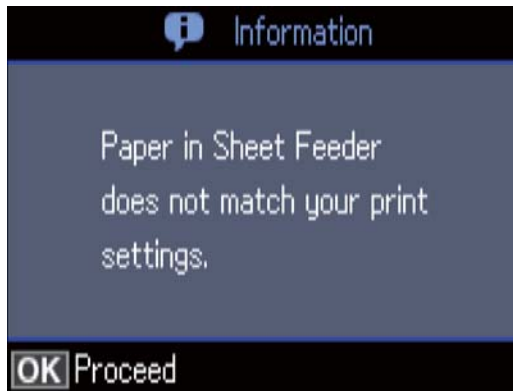 Information
Paper in Sheet Feeder
does not match your print
settings.
OK Proceed